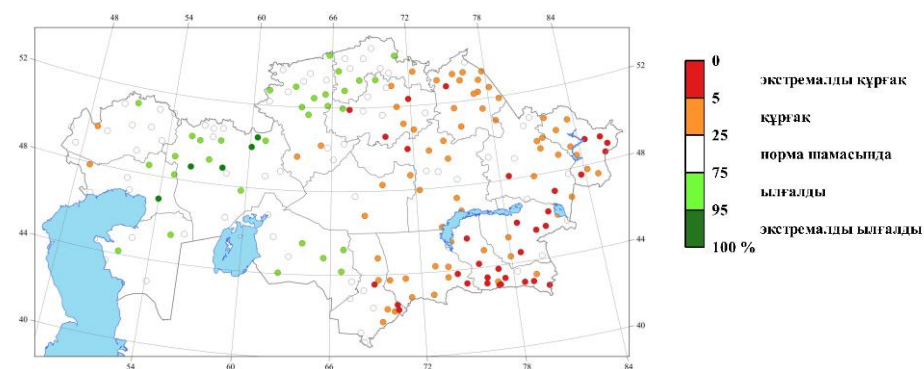 48 54 60 66 72 78 84
52 52
48 48
44 44
40 40
54 60 66 72 78 84
0
экстремалды құрғақ
5
құрғақ
25
норма шамасында
75
ылғалды
95
экстремалды ылғалды
100 %